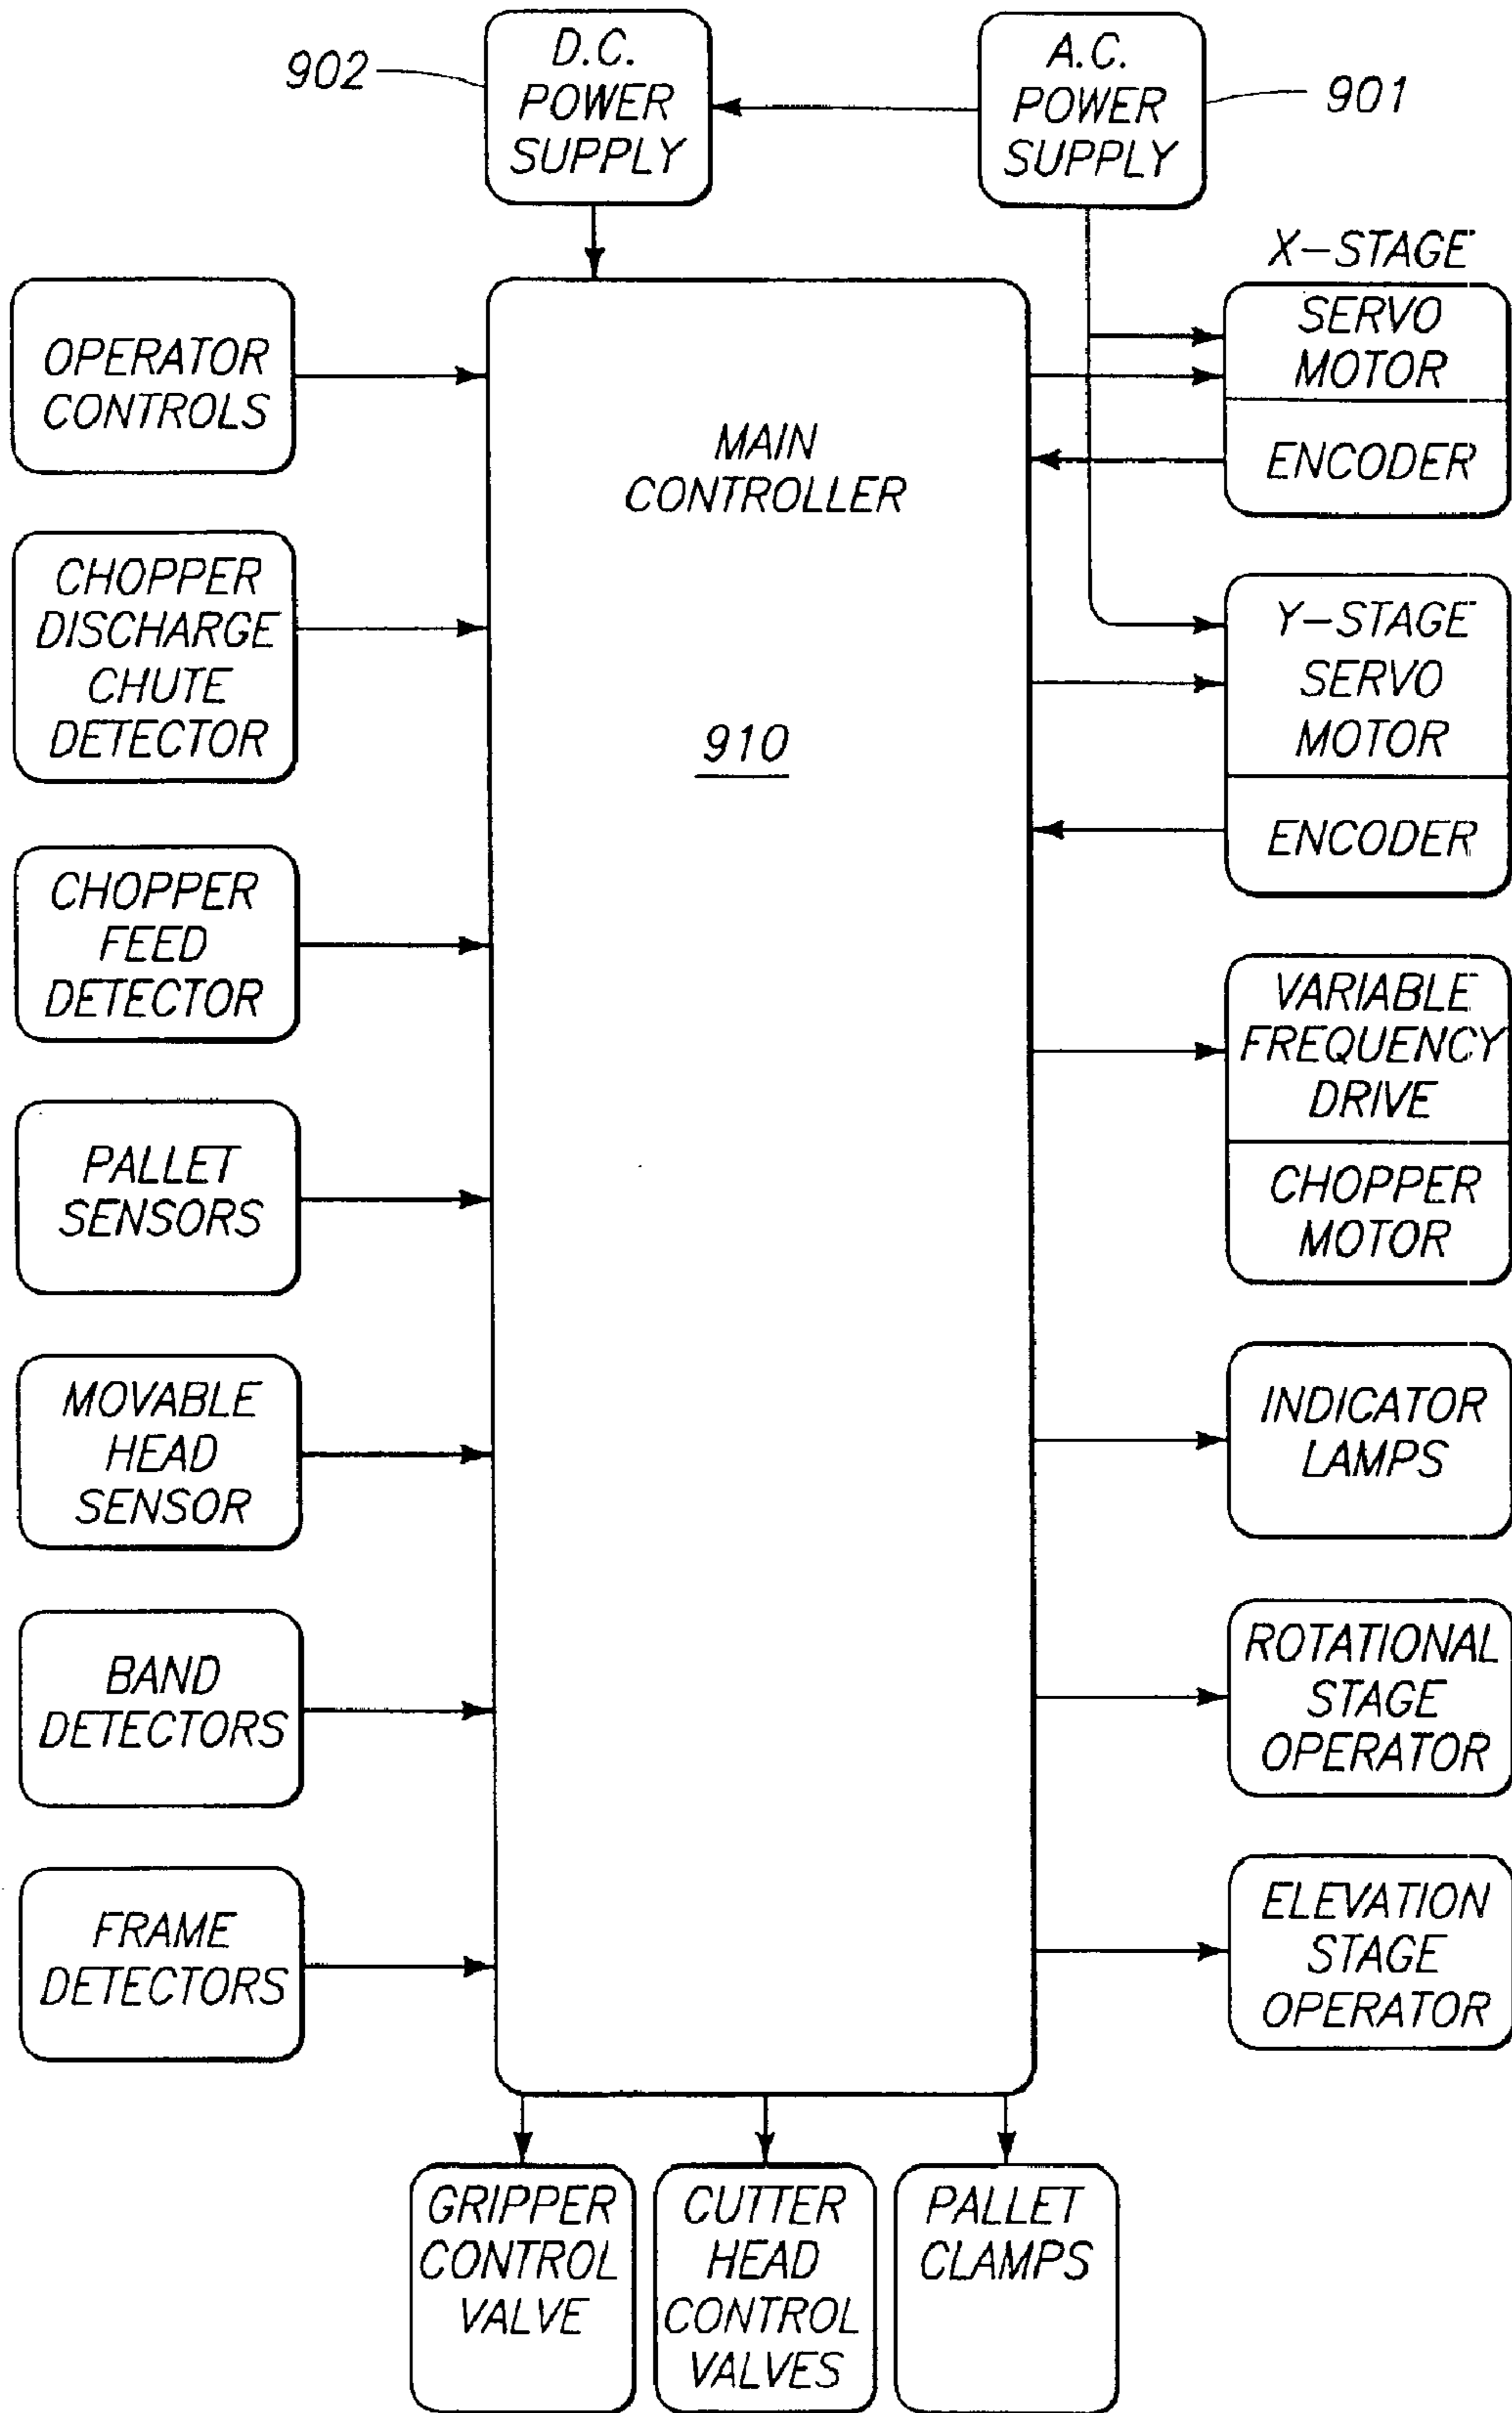 902
D.C.
POWER
SUPPLY
A.C.
POWER
SUPPLY
901
OPERATOR
CONTROLS
CHOPPER
DISCHARGE
CHUTE
DETECTOR
CHOPPER
FEED
DETECTOR
PALLET
SENSORS
MOVABLE
HEAD
SENSOR
BAND
DETECTORS
FRAME
DETECTORS
MAIN
CONTROLLER
910
X-STAGE
SERVO
MOTOR
ENCODER
Y-STAGE
SERVO
MOTOR
ENCODER
VARIABLE
FREQUENCY
DRIVE
CHOPPER
MOTOR
INDICATOR
LAMPS
ROTATIONAL
STAGE
OPERATOR
ELEVATION
STAGE
OPERATOR
GRIPPER
CONTROL
VALVE
CUTTER
HEAD
CONTROL
VALVES
PALLET
CLAMPS